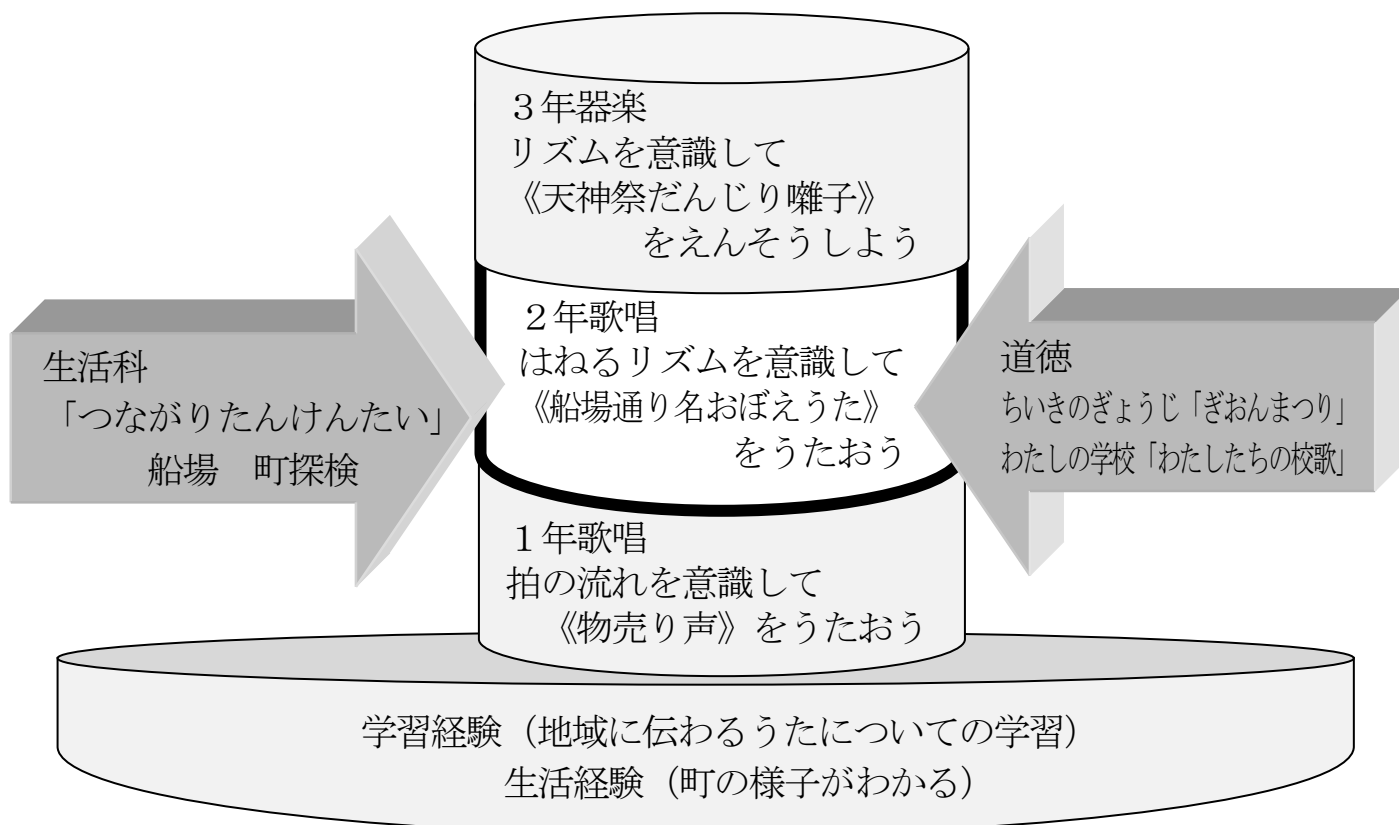 ３年器楽
リズムを意識して
《天神祭だんじり囃子》
をえんそうしよう
２年歌唱
はねるリズムを意識して
《船場通り名おぼえうた》
をうたおう
１年歌唱
拍の流れを意識して
《物売り声》をうたおう
生活科
「つながりたんけんたい」
船場　町探検
道徳
ちいきのぎょうじ「ぎおんまつり」
わたしの学校「わたしたちの校歌」
学習経験（地域に伝わるうたについての学習）
生活経験（町の様子がわかる）